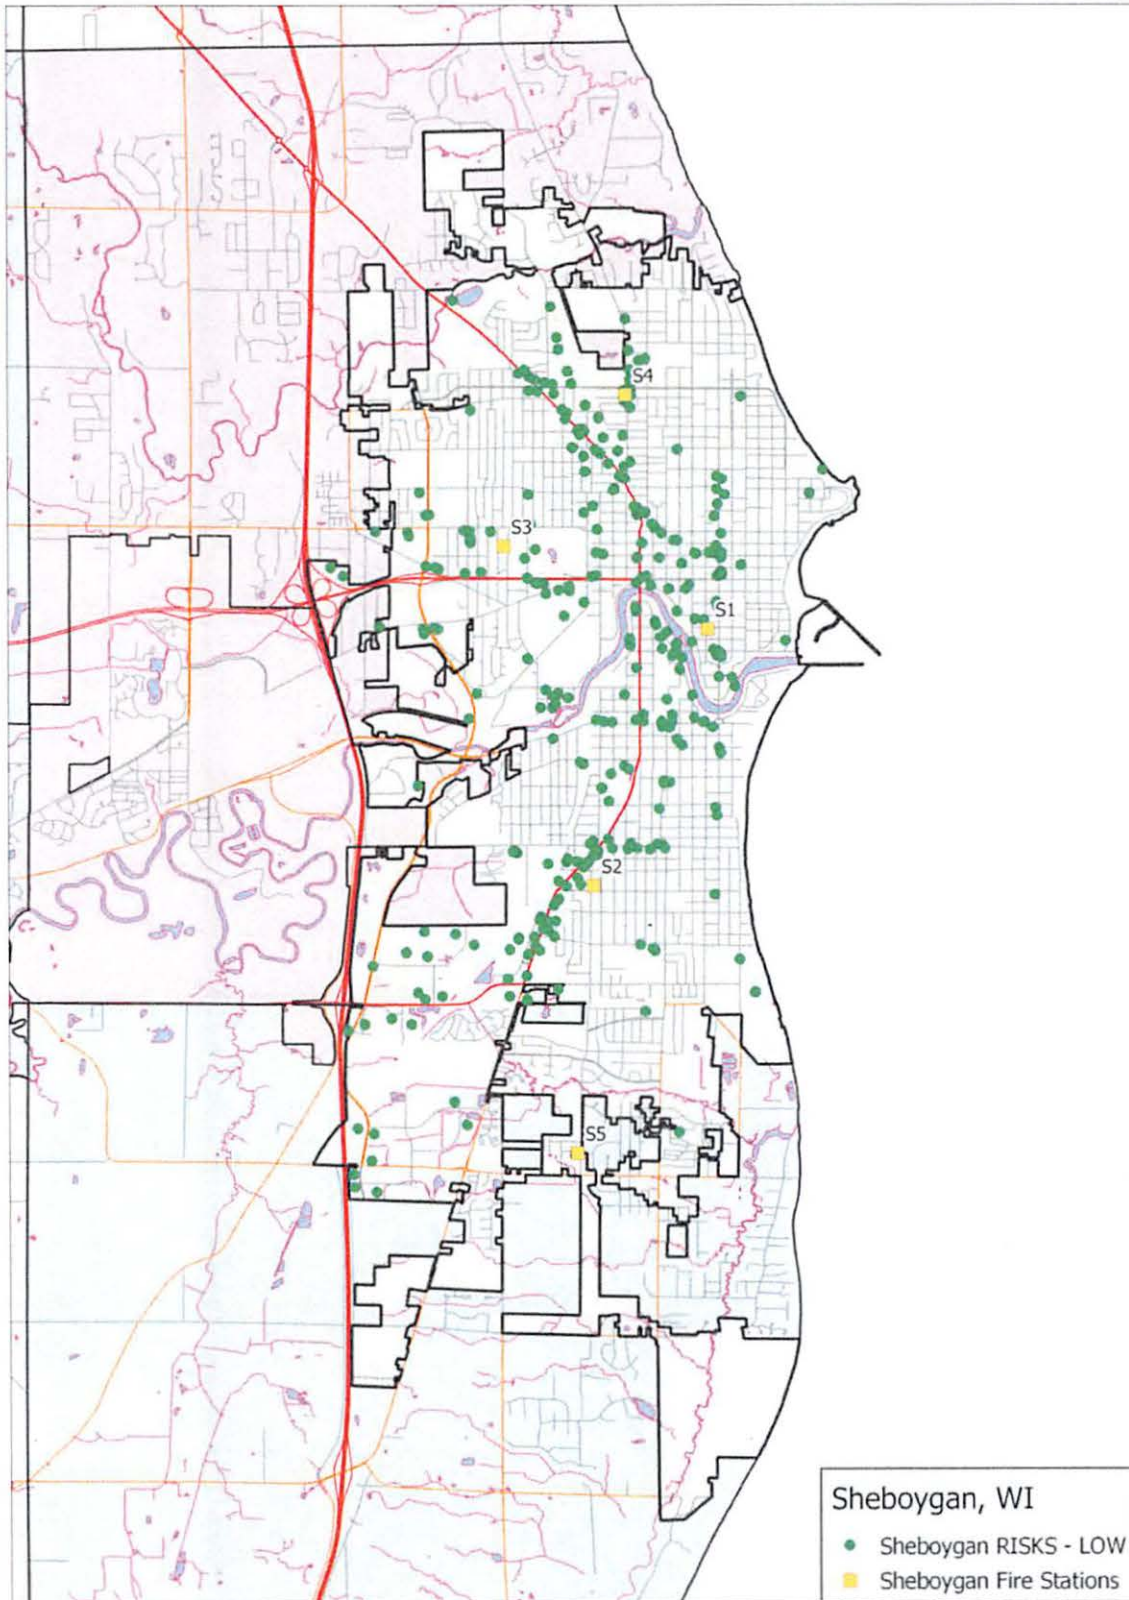 S4
S3
S1
S2
S5
Sheboygan, WI
Sheboygan RISKS - LOW
Sheboygan Fire Stations